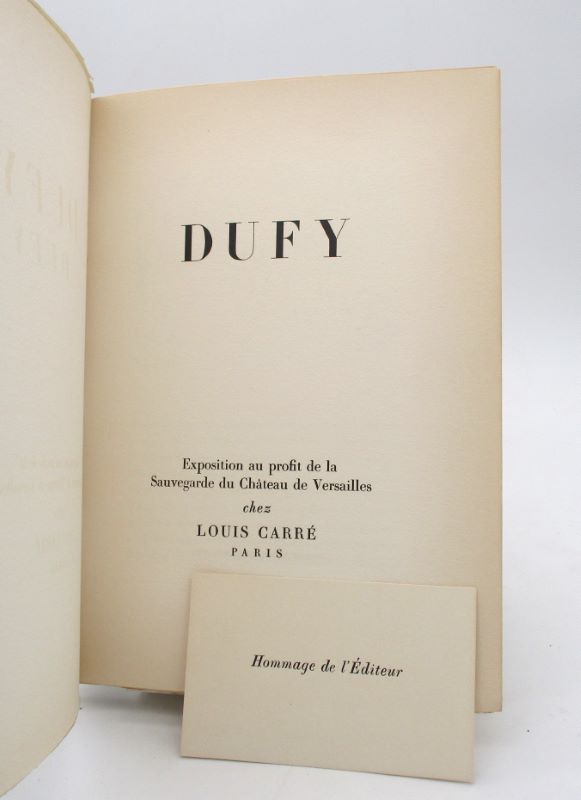 DUFY
Exposition au profit de la
Sauvegarde du Château de Versailles
chez
LOUIS CARRÉ
PARIS
Hommage de l'Éditeur